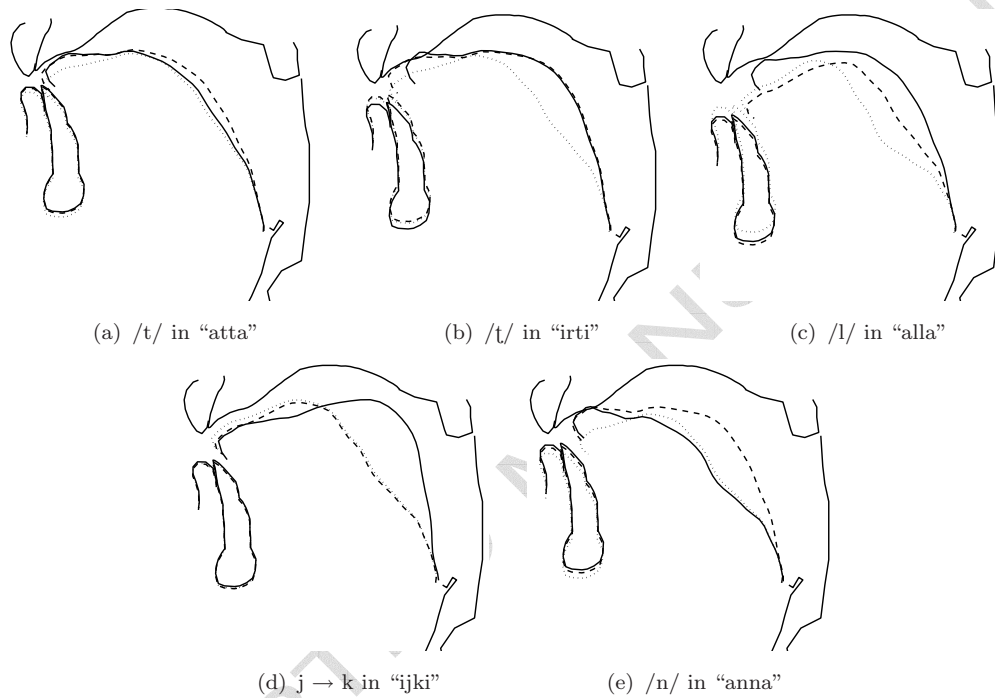 (a) /t/ in “atta”
(b) /ʈ/ in “irti”
(c) /l/ in “alla”
(d) j → k in “ijki”
(e) /n/ in “anna”